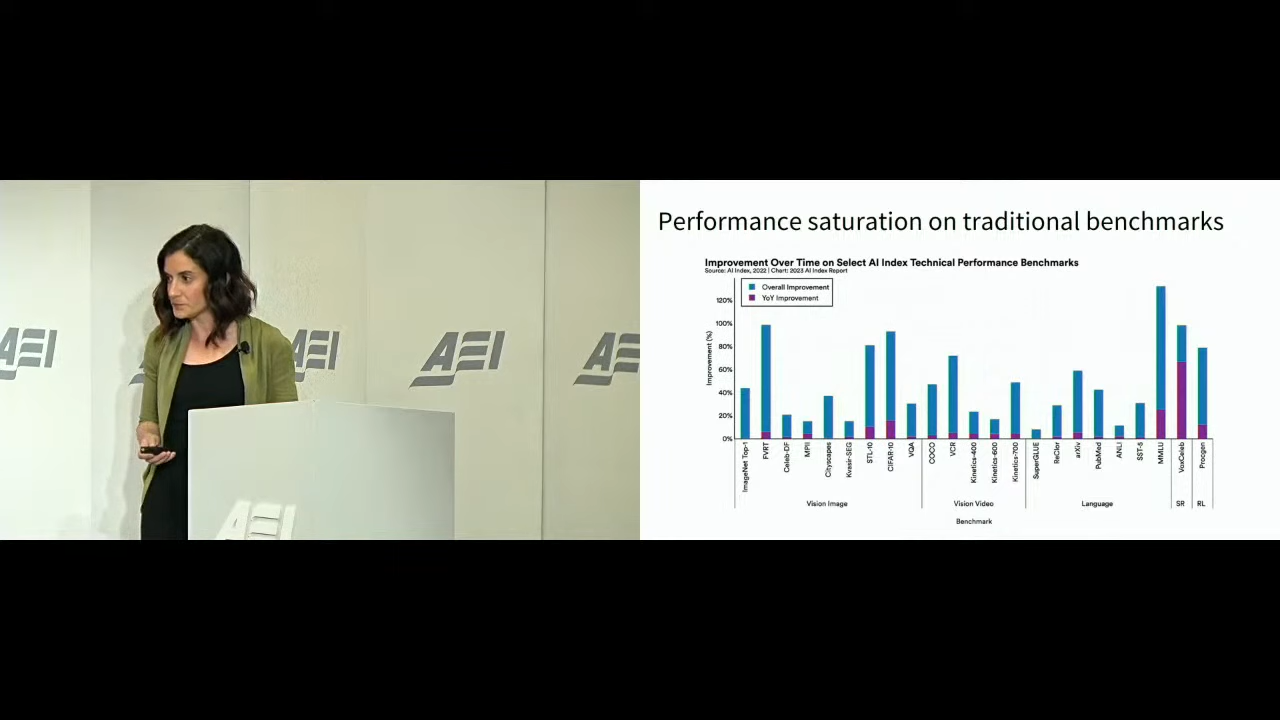 AEI
AEI
AEI
AEI
AEI
Performance saturation on traditional benchmarks
Improvement Over Time on Select AI Index Technical Performance Benchmarks
Source: AI Index, 2022 | Chart: 2023 AI Index Report
Overall Improvement
YoY Improvement
Improvement (%)
120%
100%
80%
60%
40%
20%
0%
ImageNet Top-1
FVRT
Celeb-DF
MPII
Cityscapes
Kvasir-SEG
STL-10
CIFAR-10
VQA
COCO
VCR
Kinetics-400
Kinetics-600
Kinetics-700
SuperGLUE
ReClor
arXiv
PubMed
ANLI
SST-5
MMLU
VoxCeleb
Procgen
Vision Image
Vision Video
Language
SR
RL
Benchmark